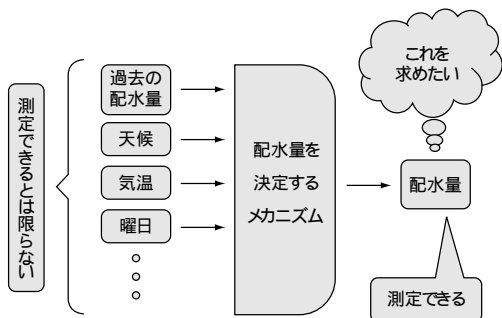 測定できるとは限らない
過去の
配水量
天候
気温
曜日
配水量を
決定する
メカニズム
これを
求めたい
配水量
測定できる